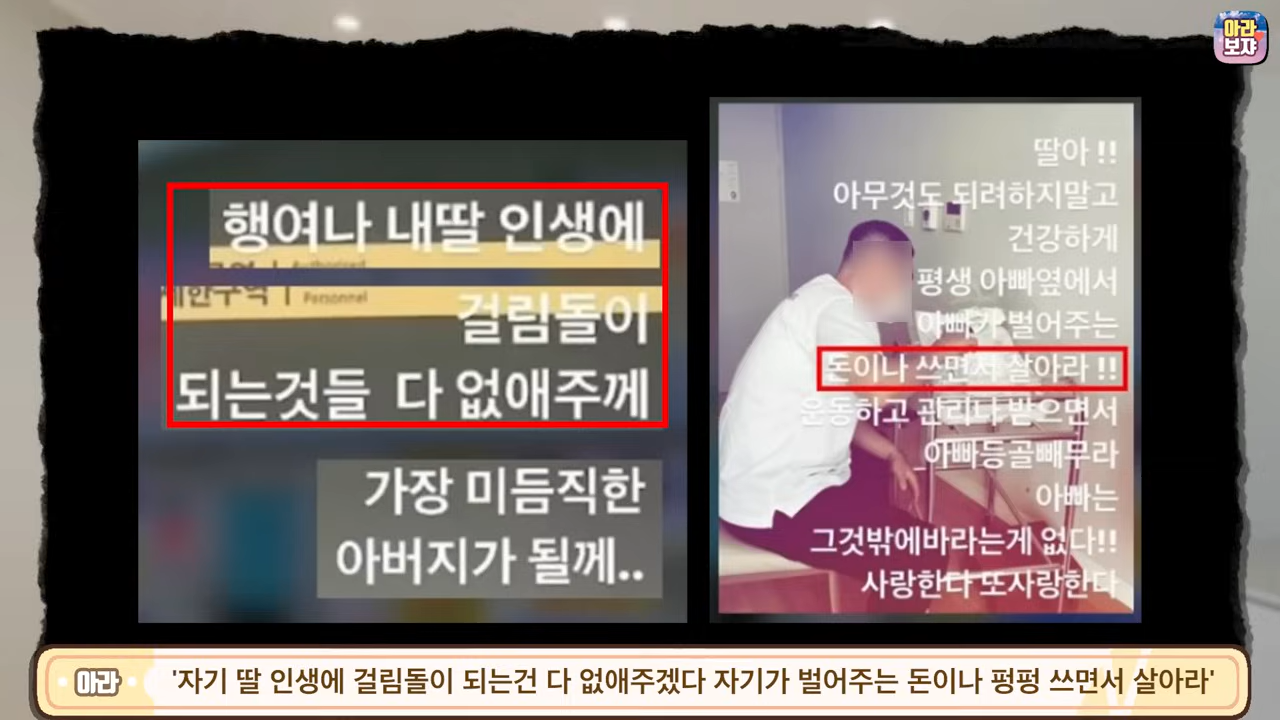 아라
보쟈
행여나 내딸 인생에
Authorized
제한구역 | Personnel
걸림돌이
되는것들 다 없애주께
가장 미듬직한
아버지가 될께..
딸아 !!
아무것도 되려하지말고
건강하게
평생 아빠옆에서
아빠가 벌어주는
돈이나 쓰면서 살아라 !!
운동하고 관리다 받으면서
아빠등골빼무라
아빠는
그것밖에바라는게 없다!!
사랑한다 또사랑한다
아라
'자기 딸 인생에 걸림돌이 되는건 다 없애주겠다 자기가 벌어주는 돈이나 펑펑 쓰면서 살아라'